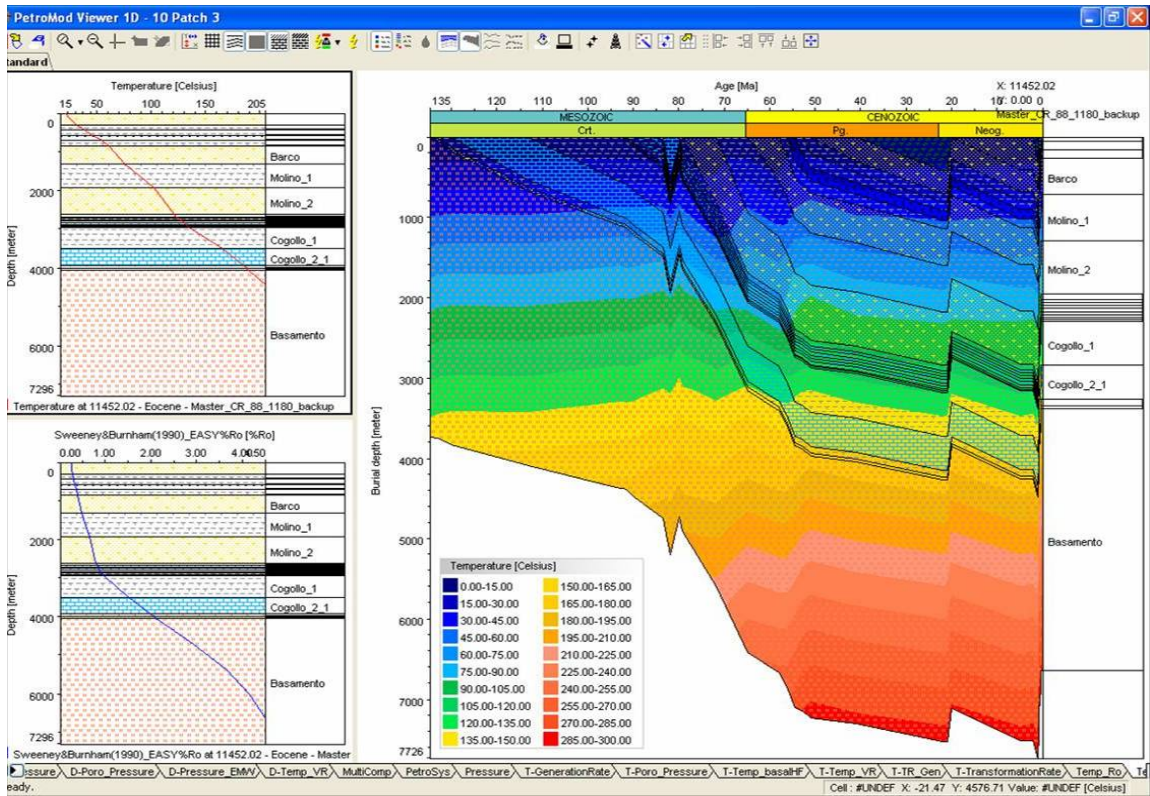 PetroMod Viewer 1D - 10 Patch 3
tandard
Temperature [Celsius]
15 50 100 150 205
Depth [meter]
0
2000
4000
6000
7296
Barco
Molino_1
Molino_2
Cogollo_1
Cogollo_2_1
Basamento
Temperature at 11452.02 - Eocene - Master_CR_88_1180_backup
Sweeney&Burnham(1990)_EASY%Ro [%Ro]
0.00 1.00 2.00 3.00 4.00 4.50
Depth [meter]
0
2000
4000
6000
7296
Barco
Molino_1
Molino_2
Cogollo_1
Cogollo_2_1
Basamento
Sweeney&Burnham(1990)_EASY%Ro at 11452.02 - Eocene - Master
Age [Ma]
X: 11452.02
Y: 0.00
Master_CR_88_1180_backup
135 120 110 100 90 80 70 60 50 40 30 20 10 0
MESOZOIC CENOZOIC
Crt. Pg. Neog.
Burial depth [meter]
0
1000
2000
3000
4000
5000
6000
7000
7726
Barco
Molino_1
Molino_2
Cogollo_1
Cogollo_2_1
Basamento
Temperature [Celsius]
0.00-15.00 150.00-165.00
15.00-30.00 165.00-180.00
30.00-45.00 180.00-195.00
45.00-60.00 195.00-210.00
60.00-75.00 210.00-225.00
75.00-90.00 225.00-240.00
90.00-105.00 240.00-255.00
105.00-120.00 255.00-270.00
120.00-135.00 270.00-285.00
135.00-150.00 285.00-300.00
essure D-Poro_Pressure D-Pressure_EMW D-Temp_VR MultiComp PetroSys Pressure T-GenerationRate T-Poro_Pressure T-Temp_basalHF T-Temp_VR T-TR_Gen T-TransformationRate Temp_Ro Te
eady.
Cell : #UNDEF X: -21.47 Y: 4576.71 Value: #UNDEF [Celsius]